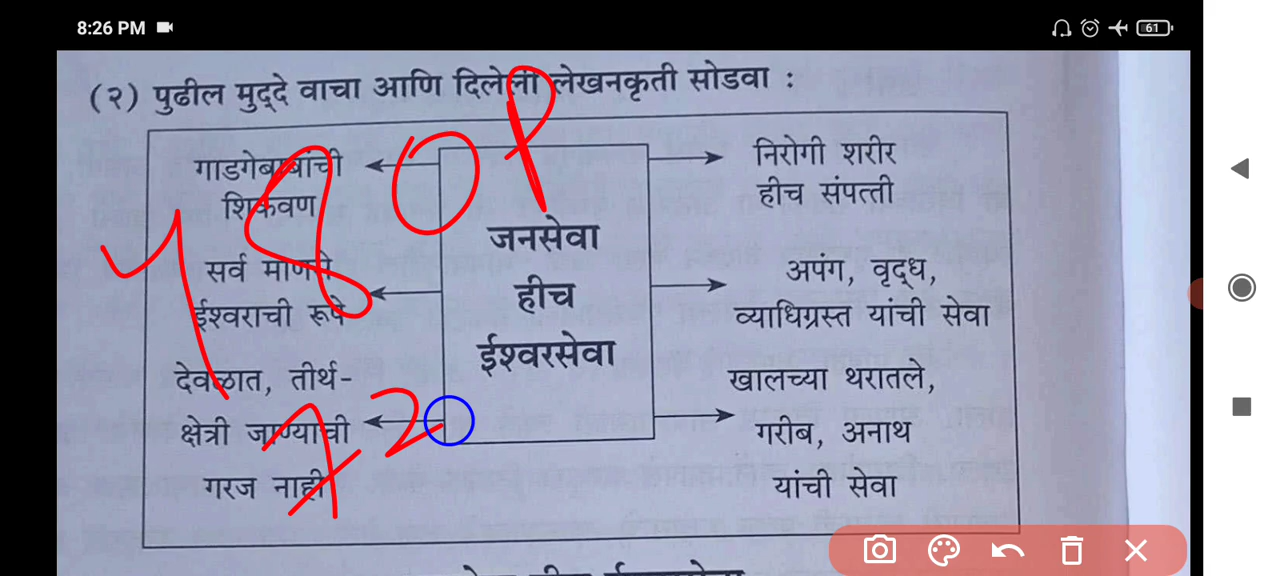 8:26 PM
61
(२) पुढील मुद्दे वाचा आणि दिलेली लेखनकृती सोडवा :
गाडगेबाबांची
शिकवण
सर्व माणसे
ईश्वराची रूपे
देवळात, तीर्थ-
क्षेत्री जाण्याची
गरज नाही
जनसेवा
हीच
ईश्वरसेवा
निरोगी शरीर
हीच संपत्ती
अपंग, वृद्ध,
व्याधिग्रस्त यांची सेवा
खालच्या थरातले,
गरीब, अनाथ
यांची सेवा